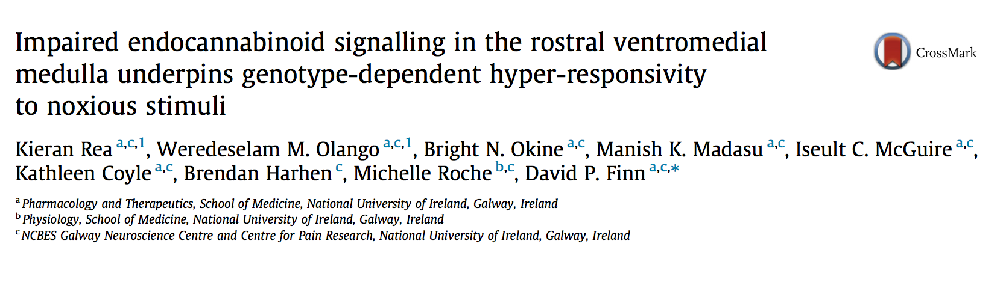 Impaired endocannabinoid signalling in the rostral ventromedial
medulla underpins genotype-dependent hyper-responsivity
to noxious stimuli
CrossMark
Kieran Rea a,c,1, Weredeselam M. Olango a,c,1, Bright N. Okine a,c, Manish K. Madasu a,c, Iseult C. McGuire a,c,
Kathleen Coyle a,c, Brendan Harhen c, Michelle Roche b,c, David P. Finn a,c,*
a Pharmacology and Therapeutics, School of Medicine, National University of Ireland, Galway, Ireland
b Physiology, School of Medicine, National University of Ireland, Galway, Ireland
c NCBES Galway Neuroscience Centre and Centre for Pain Research, National University of Ireland, Galway, Ireland